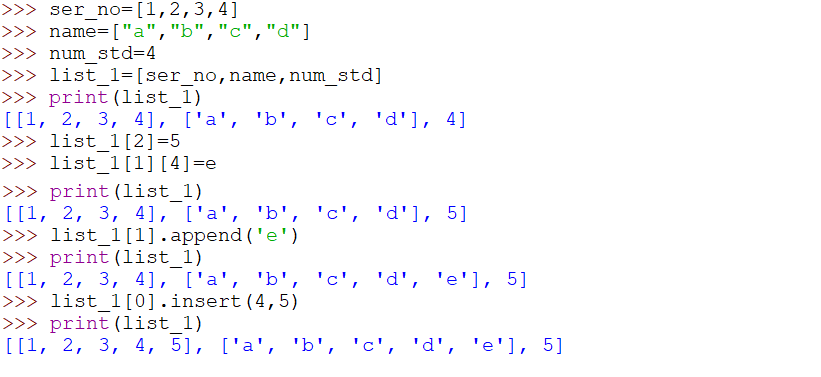 >>> ser_no=[1,2,3,4]
>>> name=["a","b","c","d"]
>>> num_std=4
>>> list_1=[ser_no,name,num_std]
>>> print(list_1)
[[1, 2, 3, 4], ['a', 'b', 'c', 'd'], 4]
>>> list_1[2]=5
>>> list_1[1][4]=e
>>> print(list_1)
[[1, 2, 3, 4], ['a', 'b', 'c', 'd'], 5]
>>> list_1[1].append('e')
>>> print(list_1)
[[1, 2, 3, 4], ['a', 'b', 'c', 'd', 'e'], 5]
>>> list_1[0].insert(4,5)
>>> print(list_1)
[[1, 2, 3, 4, 5], ['a', 'b', 'c', 'd', 'e'], 5]